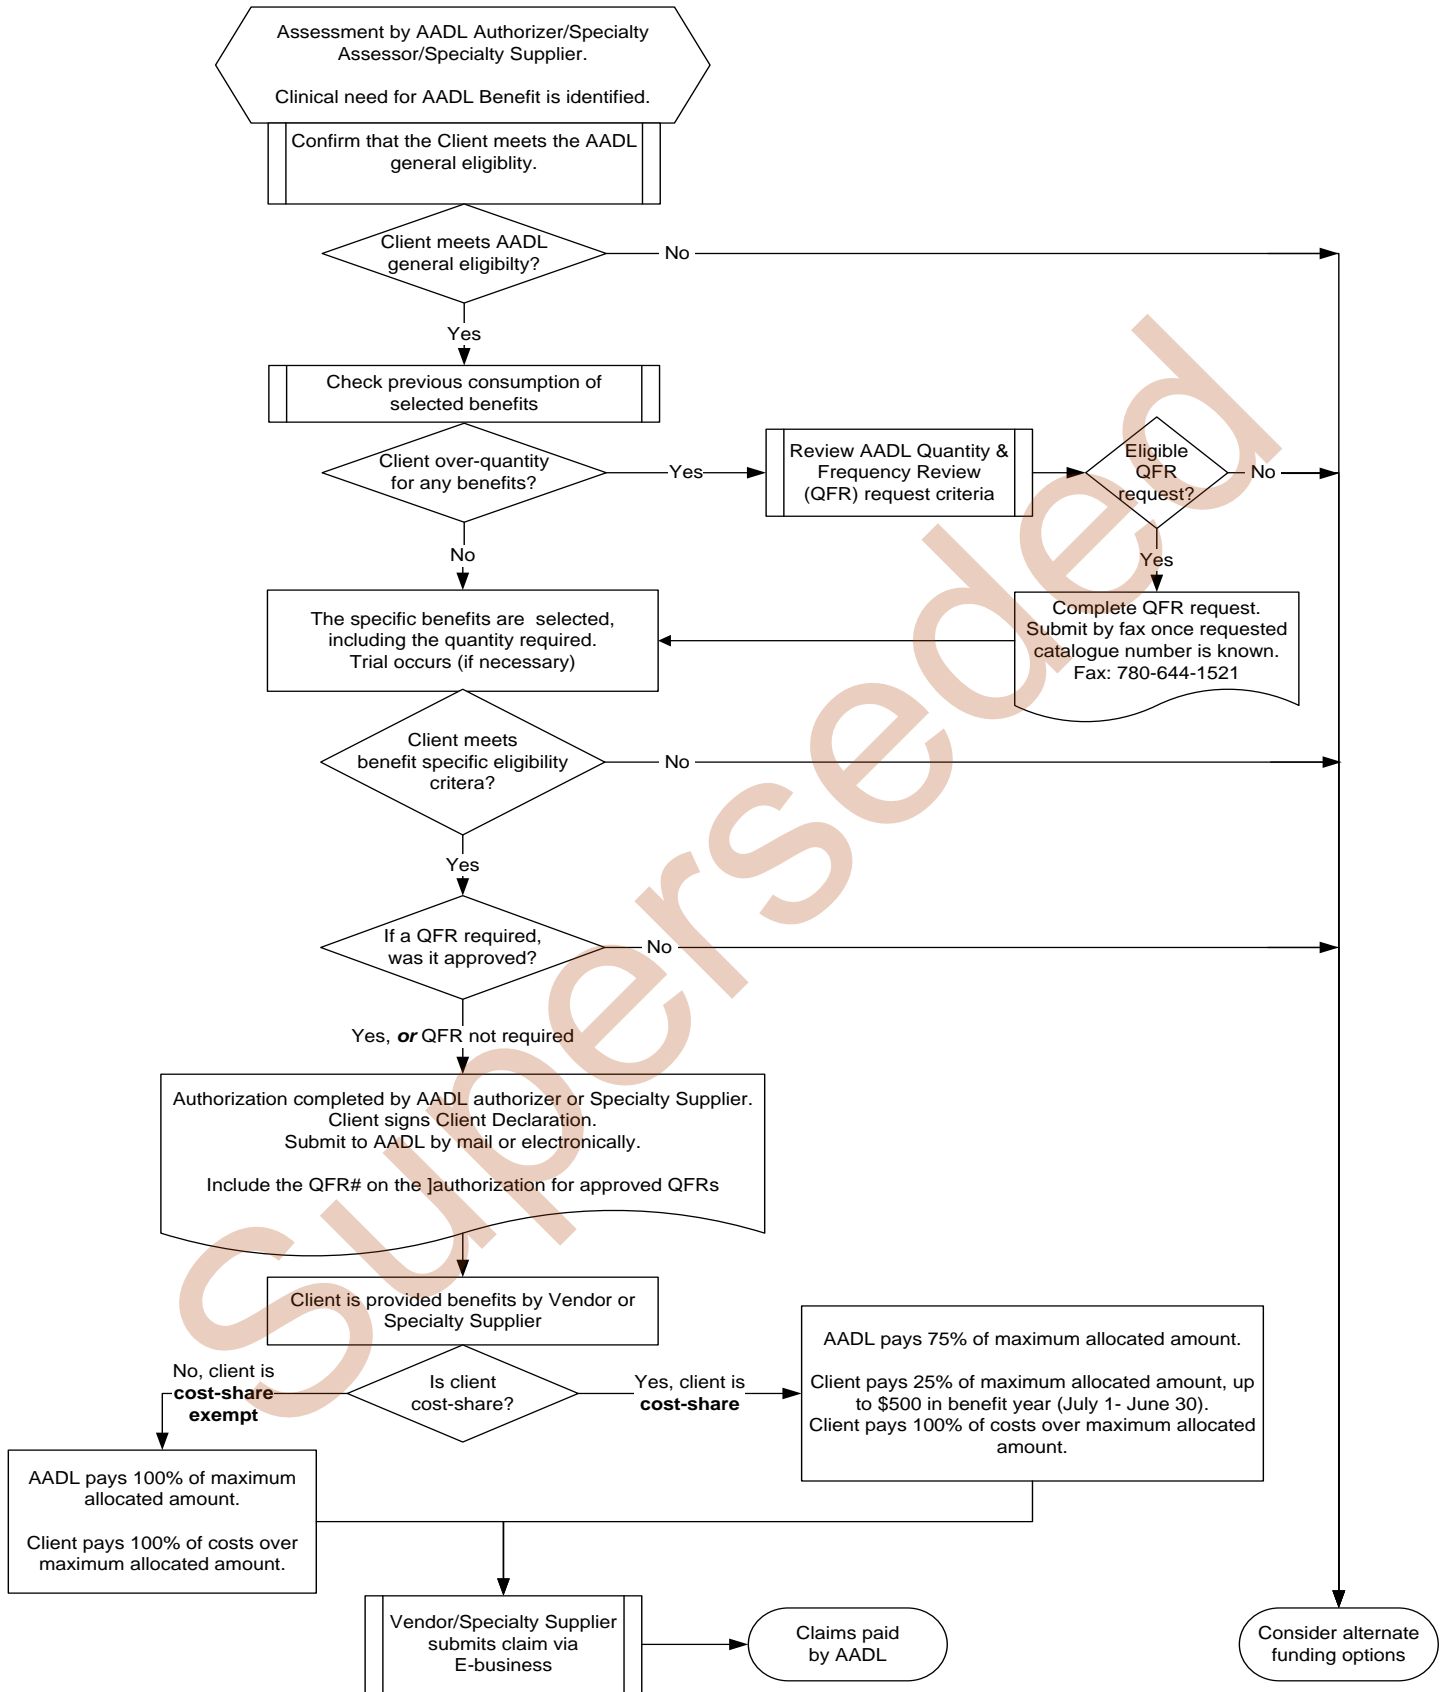 Assessment by AADL Authorizer/Specialty
Assessor/Specialty Supplier.
Clinical need for AADL Benefit is identified.
Confirm that the Client meets the AADL
general eligiblity.
Client meets AADL
general eligibilty?
No
Yes
Check previous consumption of
selected benefits
Client over-quantity
for any benefits?
Yes
Review AADL Quantity &
Frequency Review
(QFR) request criteria
Eligible
QFR
request?
No
No
Yes
The specific benefits are selected,
including the quantity required.
Trial occurs (if necessary)
Complete QFR request.
Submit by fax once requested
catalogue number is known.
Fax: 780-644-1521
Client meets
benefit specific eligibility
critera?
No
Yes
If a QFR required,
was it approved?
No
Yes, or QFR not required
Authorization completed by AADL authorizer or Specialty Supplier.
Client signs Client Declaration.
Submit to AADL by mail or electronically.
Include the QFR# on the ]authorization for approved QFRs
Client is provided benefits by Vendor or
Specialty Supplier
Is client
cost-share?
No, client is
cost-share
exempt
Yes, client is
cost-share
AADL pays 75% of maximum allocated amount.
Client pays 25% of maximum allocated amount, up
to $500 in benefit year (July 1- June 30).
Client pays 100% of costs over maximum allocated
amount.
AADL pays 100% of maximum
allocated amount.
Client pays 100% of costs over
maximum allocated amount.
Vendor/Specialty Supplier
submits claim via
E-business
Claims paid
by AADL
Consider alternate
funding options
Superseded